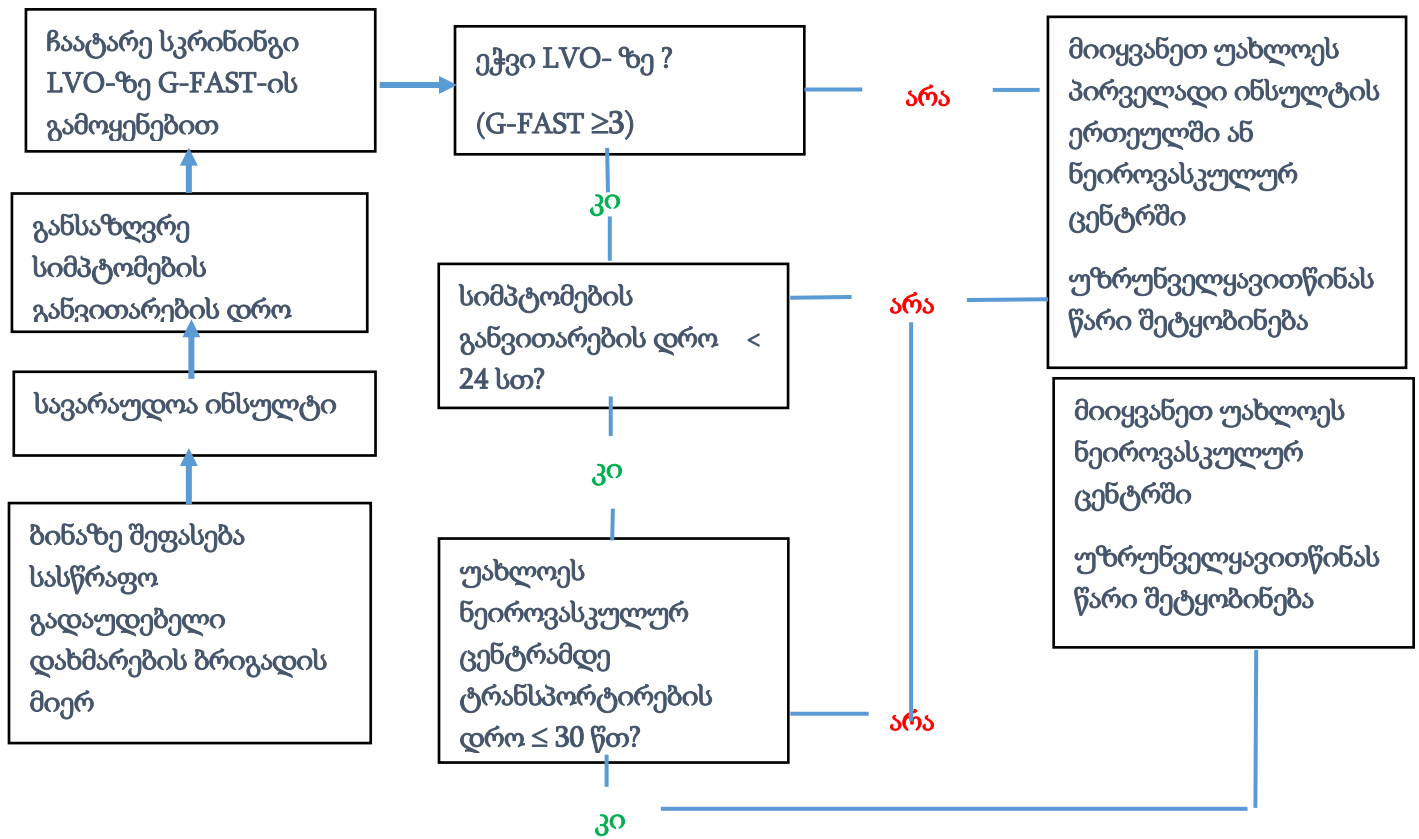 ჩაატარე სკრინინგი
LVO-ზე G-FAST-ის
გამოყენებით
განსაზღვრე
სიმპტომების
განვითარების დრო
სავარაუდოა ინსულტი
ბინაზე შეფასება
სასწრაფო
გადაუდებელი
დახმარების ბრიგადის
მიერ
ეჭვი LVO- ზე ?
(G-FAST ≥3)
არა
კი
სიმპტომების
განვითარების დრო <
24 სთ?
არა
კი
უახლოეს
ნეიროვასკულურ
ცენტრამდე
ტრანსპორტირების
დრო ≤ 30 წთ?
არა
კი
მიიყვანეთ უახლოეს
პირველადი ინსულტის
ერთეულში ან
ნეიროვასკულურ
ცენტრში
უზრუნველყავითწინას
წარი შეტყობინება
მიიყვანეთ უახლოეს
ნეიროვასკულურ
ცენტრში
უზრუნველყავითწინას
წარი შეტყობინება